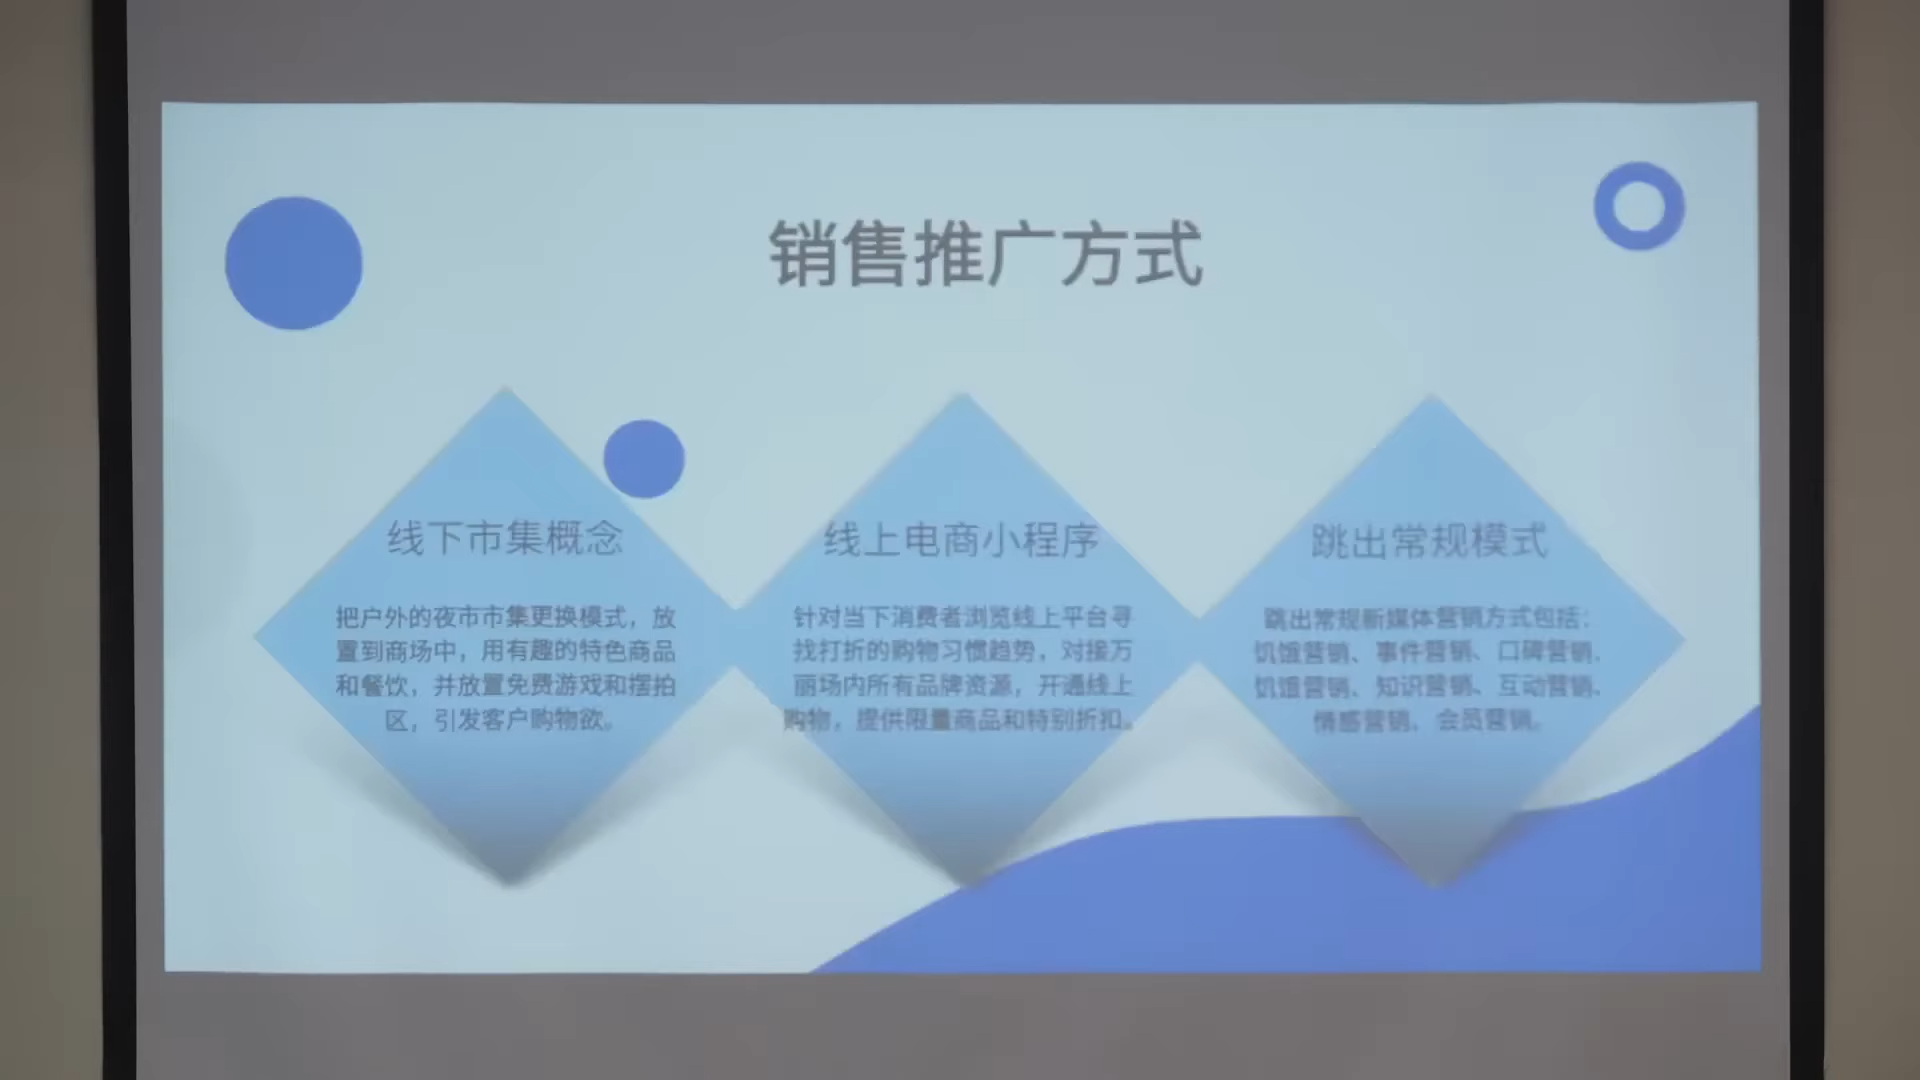 销售推广方式
线下市集概念
把户外的夜市市集更换模式，放
置到商场中，用有趣的特色商品
和餐饮，并放置免费游戏和摆拍
区，引发客户购物欲。
线上电商小程序
针对当下消费者浏览线上平台寻
找打折的购物习惯趋势，对接万
丽场内所有品牌资源，开通线上
购物，提供限量商品和特别折扣。
跳出常规模式
跳出常规新媒体营销方式包括：
饥饿营销、事件营销、口碑营销、
饥饿营销、知识营销、互动营销、
情感营销、会员营销。